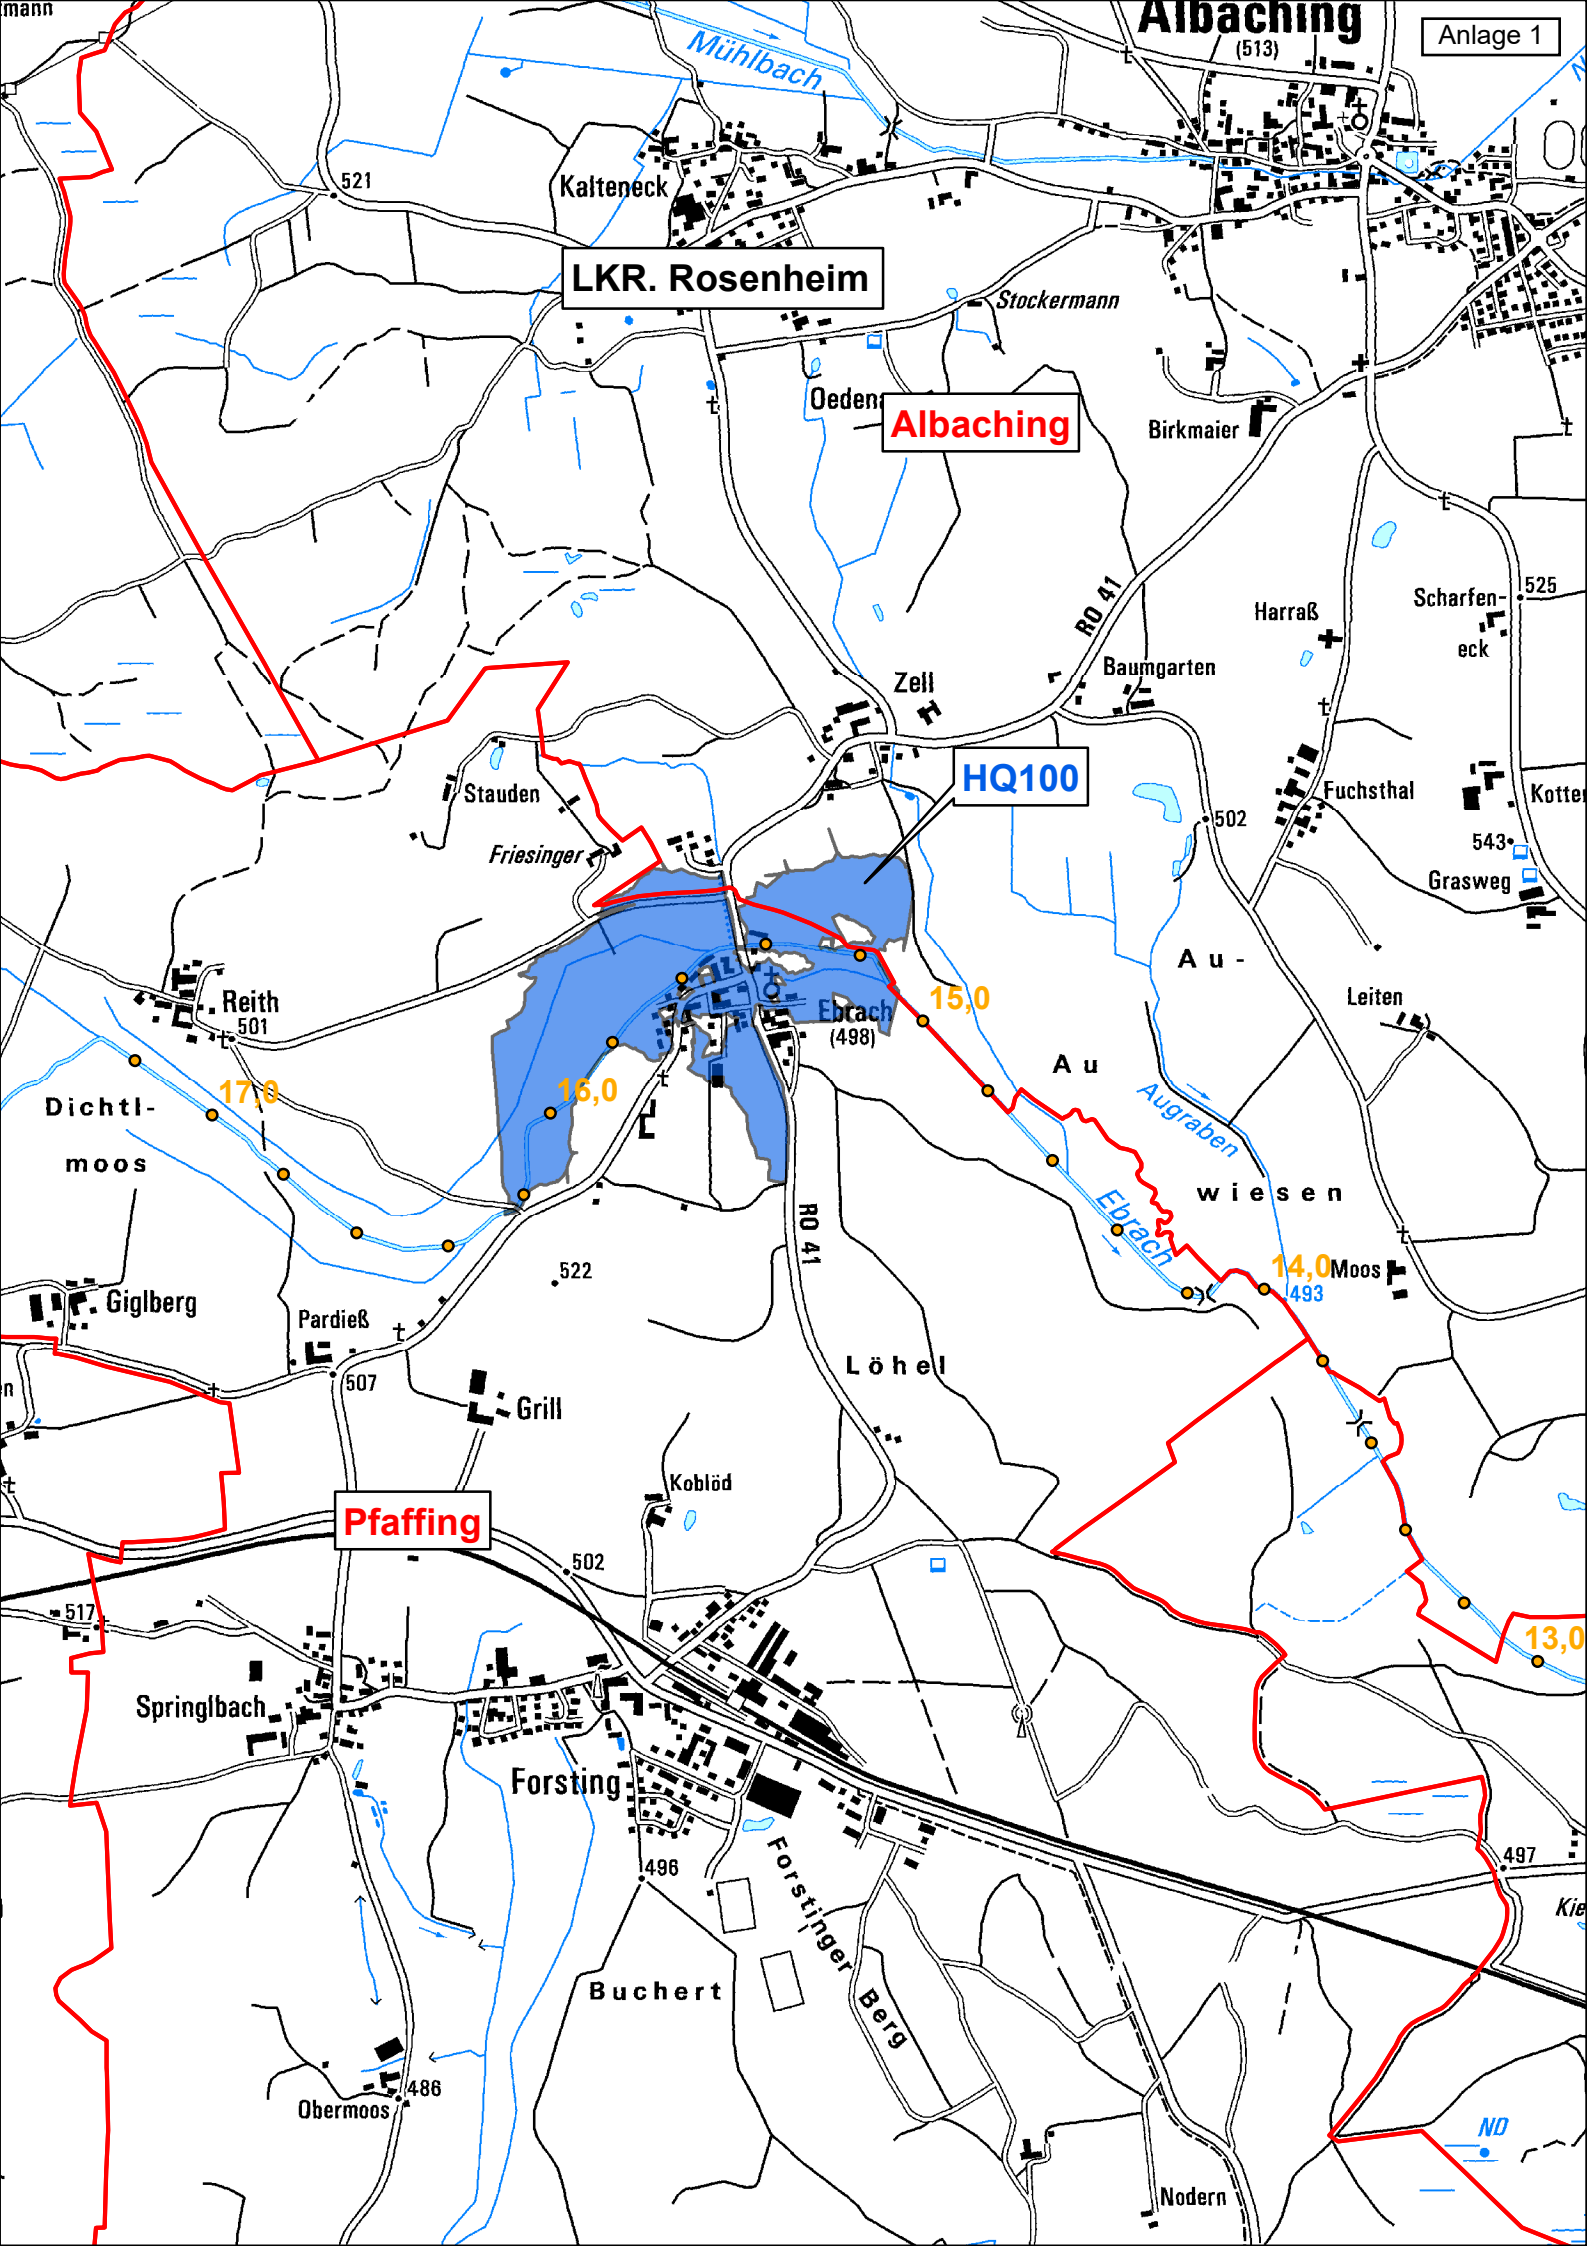 Albaching
(513)
Anlage 1
mann
Mühlbach
521
Kalteneck
LKR. Rosenheim
Stockermann
Albaching
Birkmaier
RO 41
525
Scharfen-
eck
Harraß
Baumgarten
Zell
HQ100
Stauden
Friesinger
502
Fuchsthal
543
Grasweg
Au-
Reith
501
Leiten
15,0
Ebrach
(498)
Au
17,0
16,0
Dichtl-
moos
Augraben
wiesen
Ebrach
RO 41
522
14,0
493
Moos
Giglberg
Pardieß
507
Löhel
Grill
Koblöd
Pfaffing
502
517
13,0
Springlbach
Forsting
496
497
Forstinger
Berg
Buchert
486
Obermoos
ND
Nodern